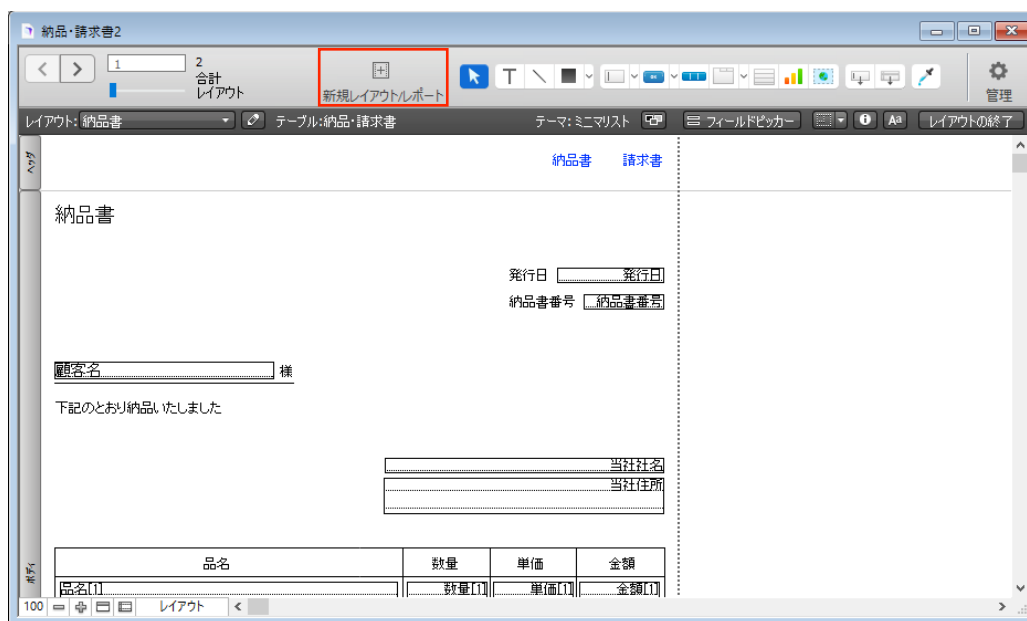 納品・請求書2
1
2
合計
レイアウト
新規レイアウト/レポート
T
管理
レイアウト: 納品書 テーブル:納品・請求書 テーマ: ミニマリスト フィールドピッカー Aa レイアウトの終了
ヘッダ
納品書 請求書
納品書
発行日 発行日
納品書番号 納品書番号
顧客名 様
下記のとおり納品いたしました
当社社名
当社住所
品名 数量 単価 金額
ボディ
品名[1] 数量[1] 単価[1] 金額[1]
100 レイアウト